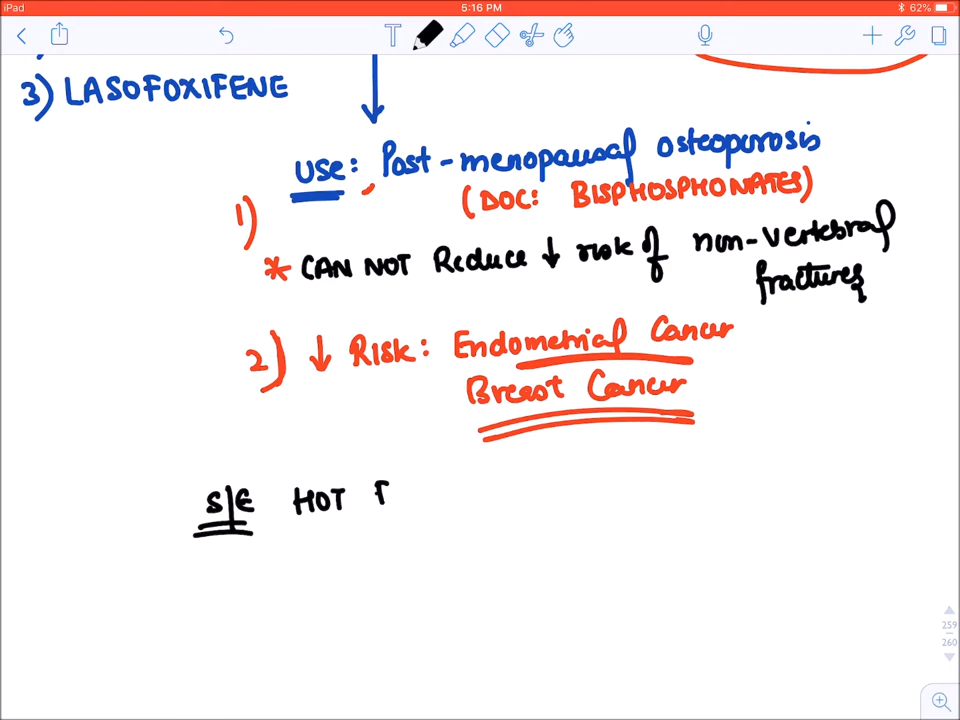 iPad 5:16 PM 62%
T
3) LASOFOXIFENE
USE: Post-menopausal osteoporosis
1) (DOC: BISPHOSPHONATES)
* CAN NOT Reduce ↓ risk of non-vertebral
fractures
2) ↓ Risk: Endometrial Cancer
Breast Cancer
S|E HOT F
259
260